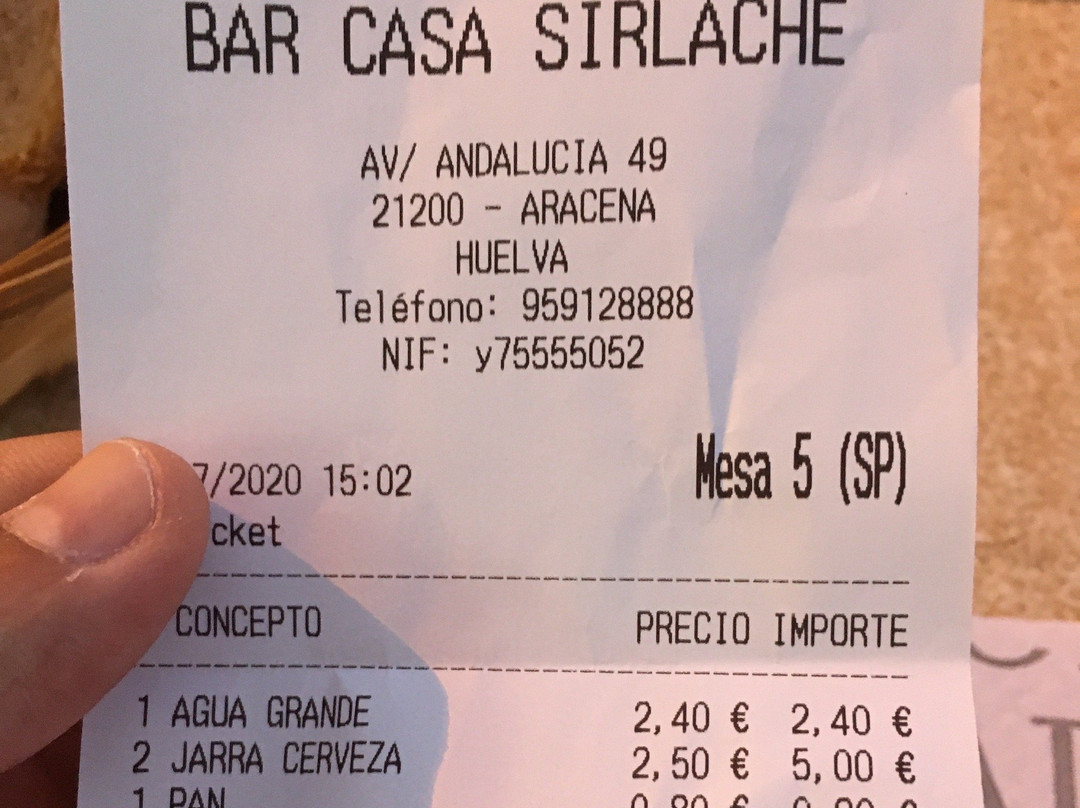 BAR CASA SIRLACHE
AV/ ANDALUCIA 49
21200 - ARACENA
HUELVA
Teléfono: 959128888
NIF: y75555052
7/2020 15:02
Mesa 5 (SP)
cket
CONCEPTO PRECIO IMPORTE
1 AGUA GRANDE 2,40 € 2,40 €
2 JARRA CERVEZA 2,50 € 5,00 €
1 PAN